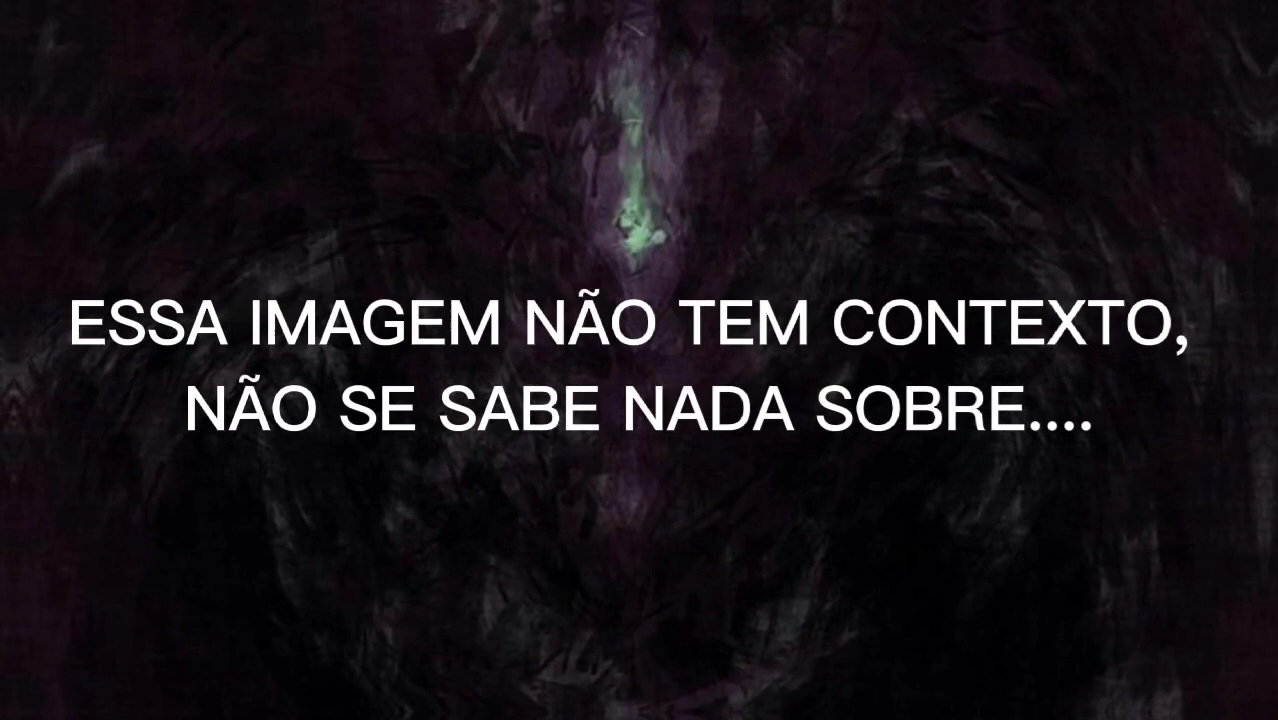 ESSA IMAGEM NÃO TEM CONTEXTO,
NÃO SE SABE NADA SOBRE....